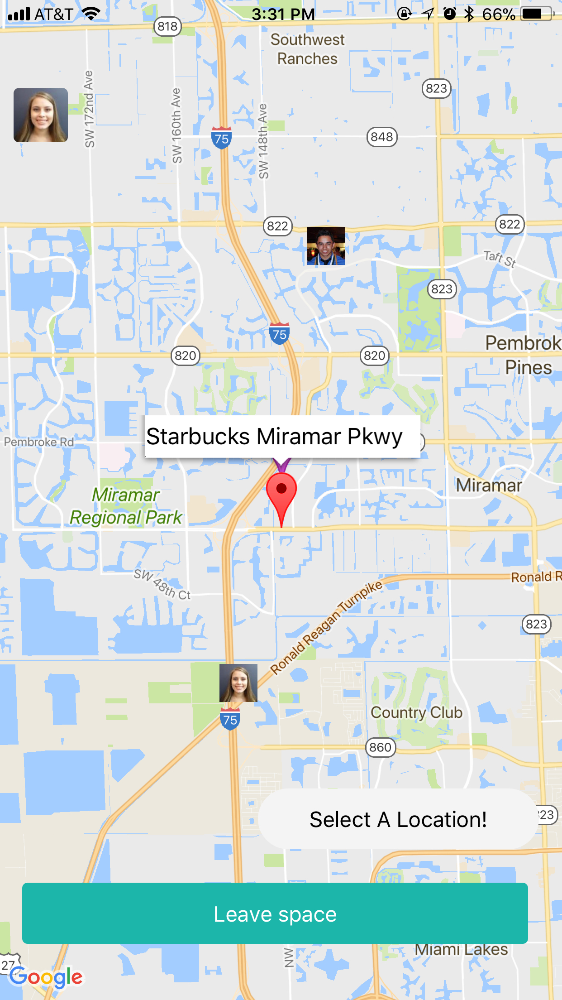 AT&T
3:31 PM
66%
818
Southwest
Ranches
SW 172nd Ave
SW 160th Ave
SW 148th Ave
823
75
848
822
822
Taft St
823
75
820
820
Pembrok
Pines
Starbucks Miramar Pkwy
Pembroke Rd
Miramar
Miramar
Regional Park
SW 48th Ct
Ronald R
Ronald Reagan Turnpike
823
75
Country Club
860
Select A Location!
23
Leave space
NW
Miami Lakes
27
Google